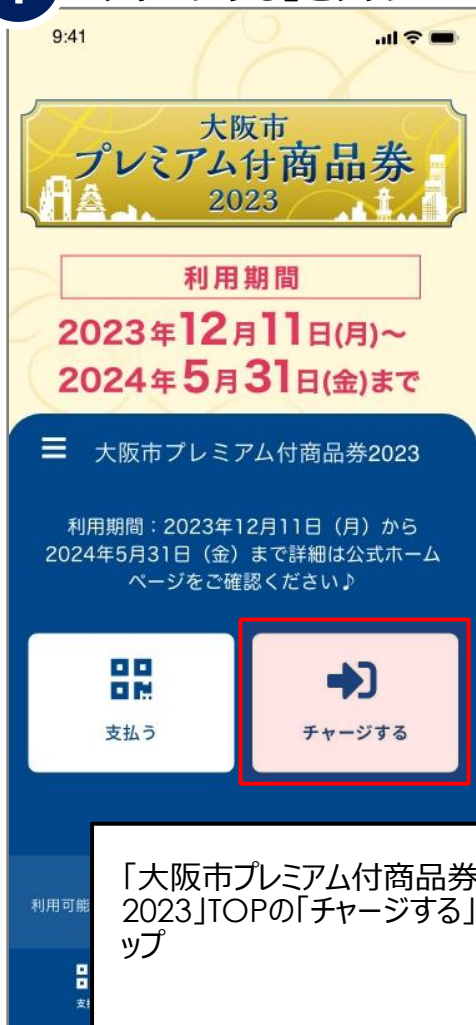 9:41
大阪市
プレミアム付商品券
2023
利用期間
2023年12月11日(月)～
2024年5月31日(金)まで
大阪市プレミアム付商品券2023
利用期間：2023年12月11日（月）から
2024年5月31日（金）まで詳細は公式ホーム
ページをご確認ください♪
支払う
チャージする
「大阪市プレミアム付商品券
2023」TOPの「チャージする」
ップ
利用可能